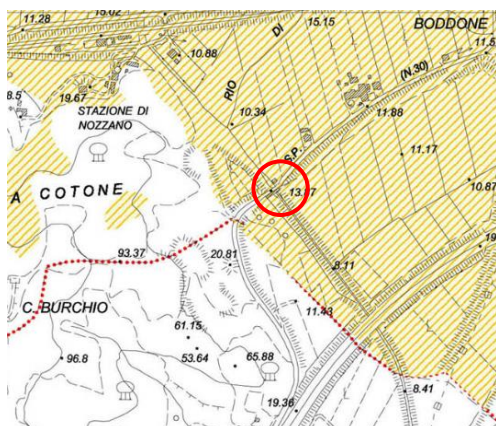 11.28
15.02
15.15
BODDONE
11.5
10.88
DI
(N.30)
19.67
8.5
RIO
STAZIONE DI
NOZZANO
10.34
11.88
S.P.
11.17
A COTONE
10.87
19
93.37
20.81
8.11
C. BURCHIO
11.43
61.15
96.8
53.64
65.88
8.41
19.36